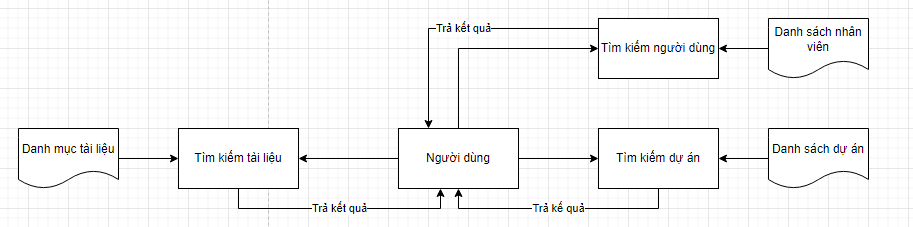 Trả kết quả
Danh sách nhân
viên
Tìm kiếm người dùng
Danh mục tài liệu
Tìm kiếm tài liệu
Người dùng
Tìm kiếm dự án
Danh sách dự án
Trả kết quả
Trả kế quả